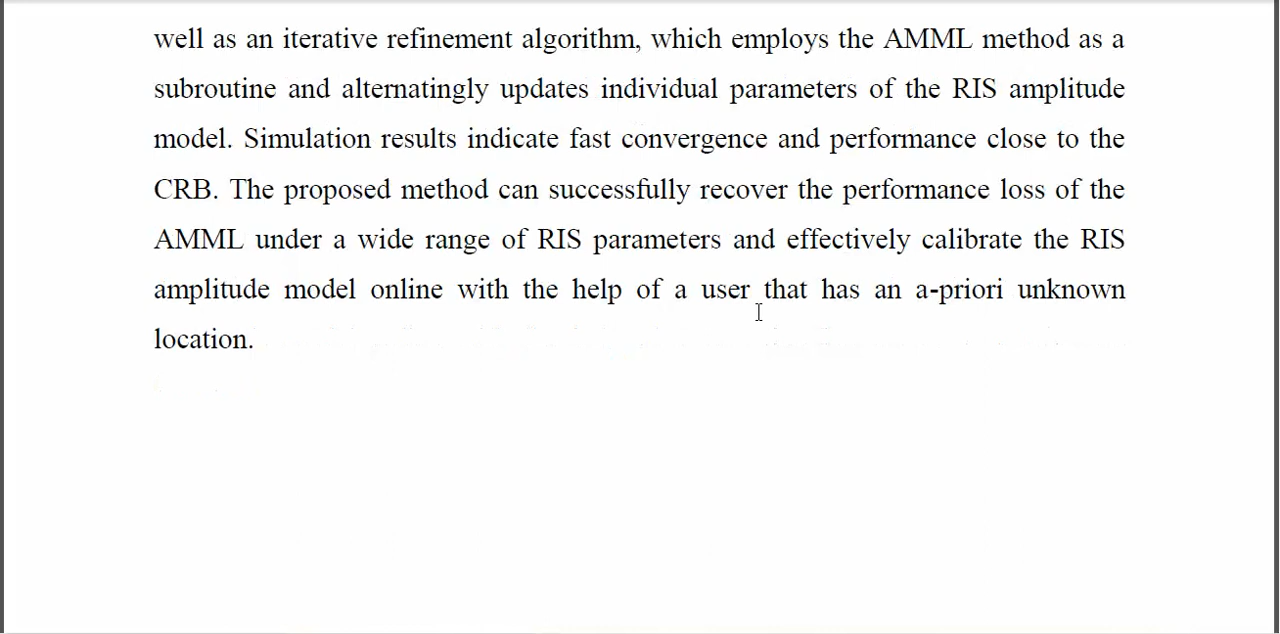 well as an iterative refinement algorithm, which employs the AMML method as a
subroutine and alternatingly updates individual parameters of the RIS amplitude
model. Simulation results indicate fast convergence and performance close to the
CRB. The proposed method can successfully recover the performance loss of the
AMML under a wide range of RIS parameters and effectively calibrate the RIS
amplitude model online with the help of a user that has an a-priori unknown
location.